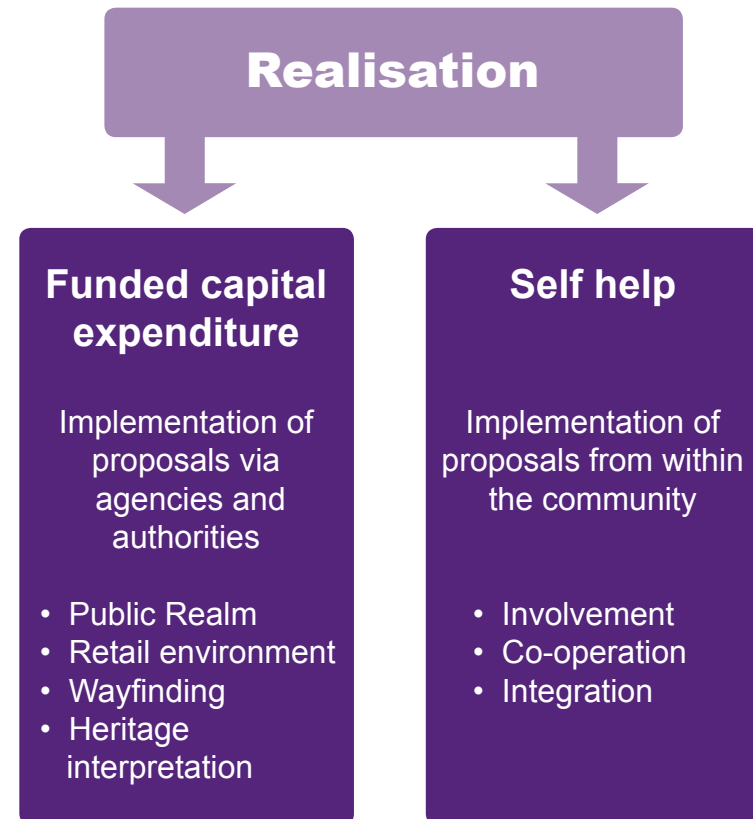 Realisation
Funded capital
expenditure
Implementation of
proposals via
agencies and
authorities
• Public Realm
• Retail environment
• Wayfinding
• Heritage
interpretation
Self help
Implementation of
proposals from within
the community
• Involvement
• Co-operation
• Integration